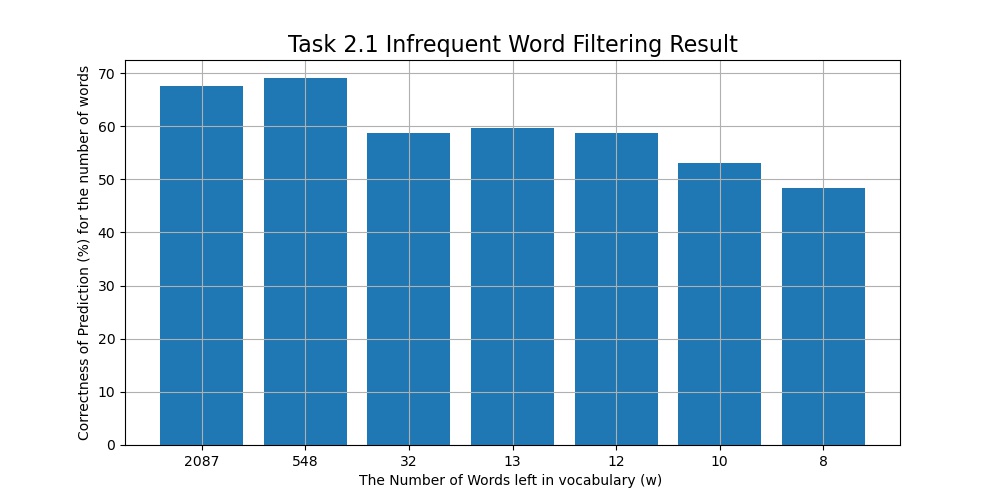 Task 2.1 Infrequent Word Filtering Result
Correctness of Prediction (%) for the number of words
70
60
50
40
30
20
10
0
2087 548 32 13 12 10 8
The Number of Words left in vocabulary (w)